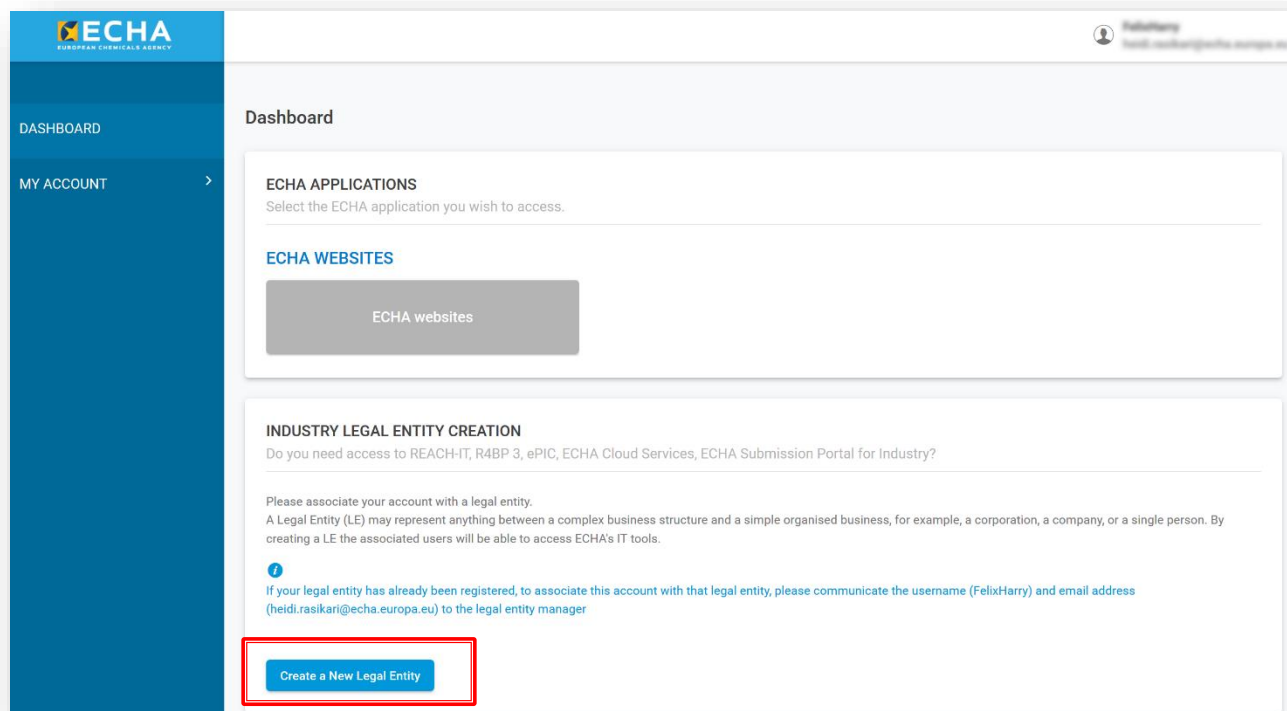 ECHA
EUROPEAN CHEMICALS AGENCY
FelixHarry
heidi.rasikari@echa.europa.eu
DASHBOARD
MY ACCOUNT
Dashboard
ECHA APPLICATIONS
Select the ECHA application you wish to access.
ECHA WEBSITES
ECHA websites
INDUSTRY LEGAL ENTITY CREATION
Do you need access to REACH-IT, R4BP 3, ePIC, ECHA Cloud Services, ECHA Submission Portal for Industry?
Please associate your account with a legal entity.
A Legal Entity (LE) may represent anything between a complex business structure and a simple organised business, for example, a corporation, a company, or a single person. By
creating a LE the associated users will be able to access ECHA's IT tools.
If your legal entity has already been registered, to associate this account with that legal entity, please communicate the username (FelixHarry) and email address
(heidi.rasikari@echa.europa.eu) to the legal entity manager
Create a New Legal Entity